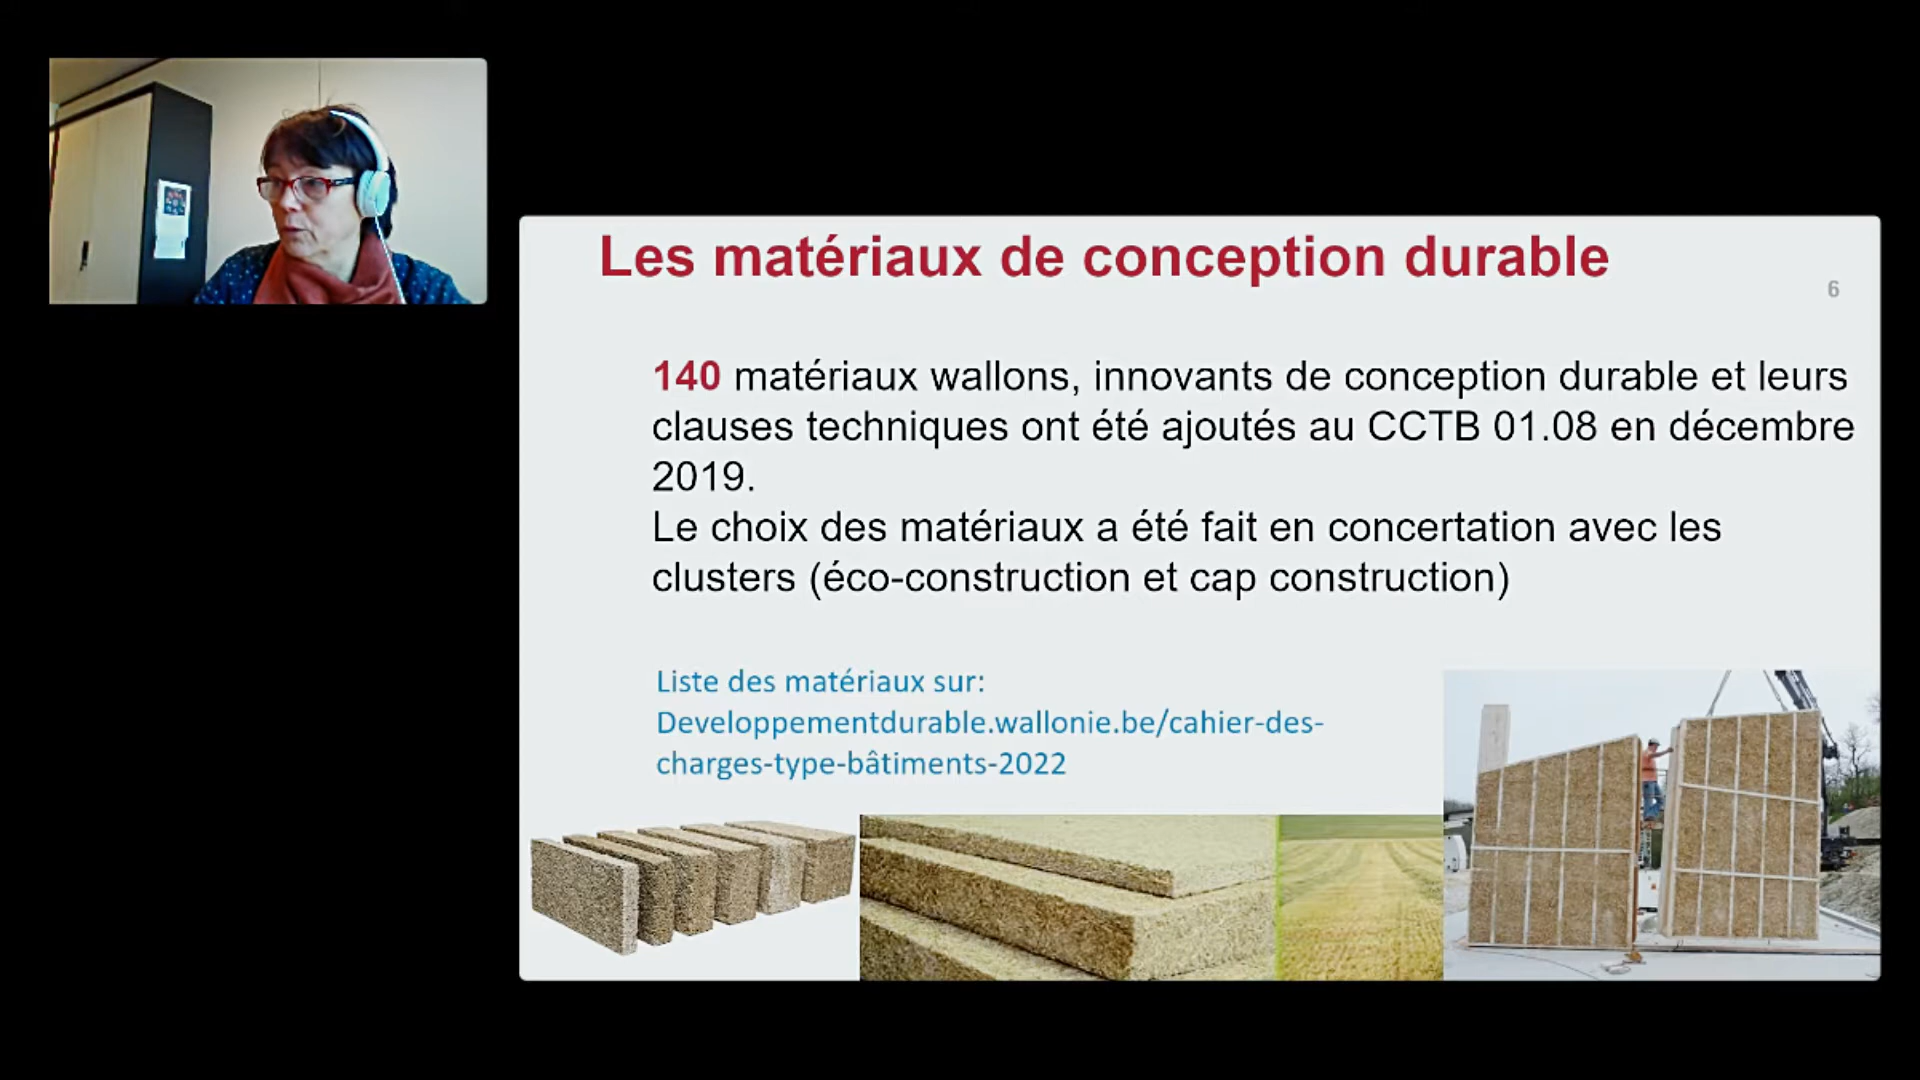 Les matériaux de conception durable
6
140 matériaux wallons, innovants de conception durable et leurs
clauses techniques ont été ajoutés au CCTB 01.08 en décembre
2019.
Le choix des matériaux a été fait en concertation avec les
clusters (éco-construction et cap construction)
Liste des matériaux sur:
Developpementdurable.wallonie.be/cahier-des-
charges-type-bâtiments-2022